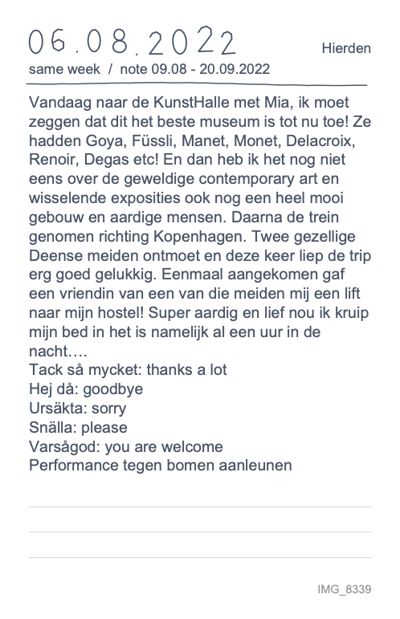 06.08.2022
Hierden
same week / note 09.08 - 20.09.2022
Vandaag naar de KunstHalle met Mia, ik moet
zeggen dat dit het beste museum is tot nu toe! Ze
hadden Goya, Füssli, Manet, Monet, Delacroix,
Renoir, Degas etc! En dan heb ik het nog niet
eens over de geweldige contemporary art en
wisselende exposities ook nog een heel mooi
gebouw en aardige mensen. Daarna de trein
genomen richting Kopenhagen. Twee gezellige
Deense meiden ontmoet en deze keer liep de trip
erg goed gelukkig. Eenmaal aangekomen gaf
een vriendin van een van die meiden mij een lift
naar mijn hostel! Super aardig en lief nou ik kruip
mijn bed in het is namelijk al een uur in de
nacht….
Tack så mycket: thanks a lot
Hej då: goodbye
Ursäkta: sorry
Snälla: please
Varsågod: you are welcome
Performance tegen bomen aanleunen
IMG_8339